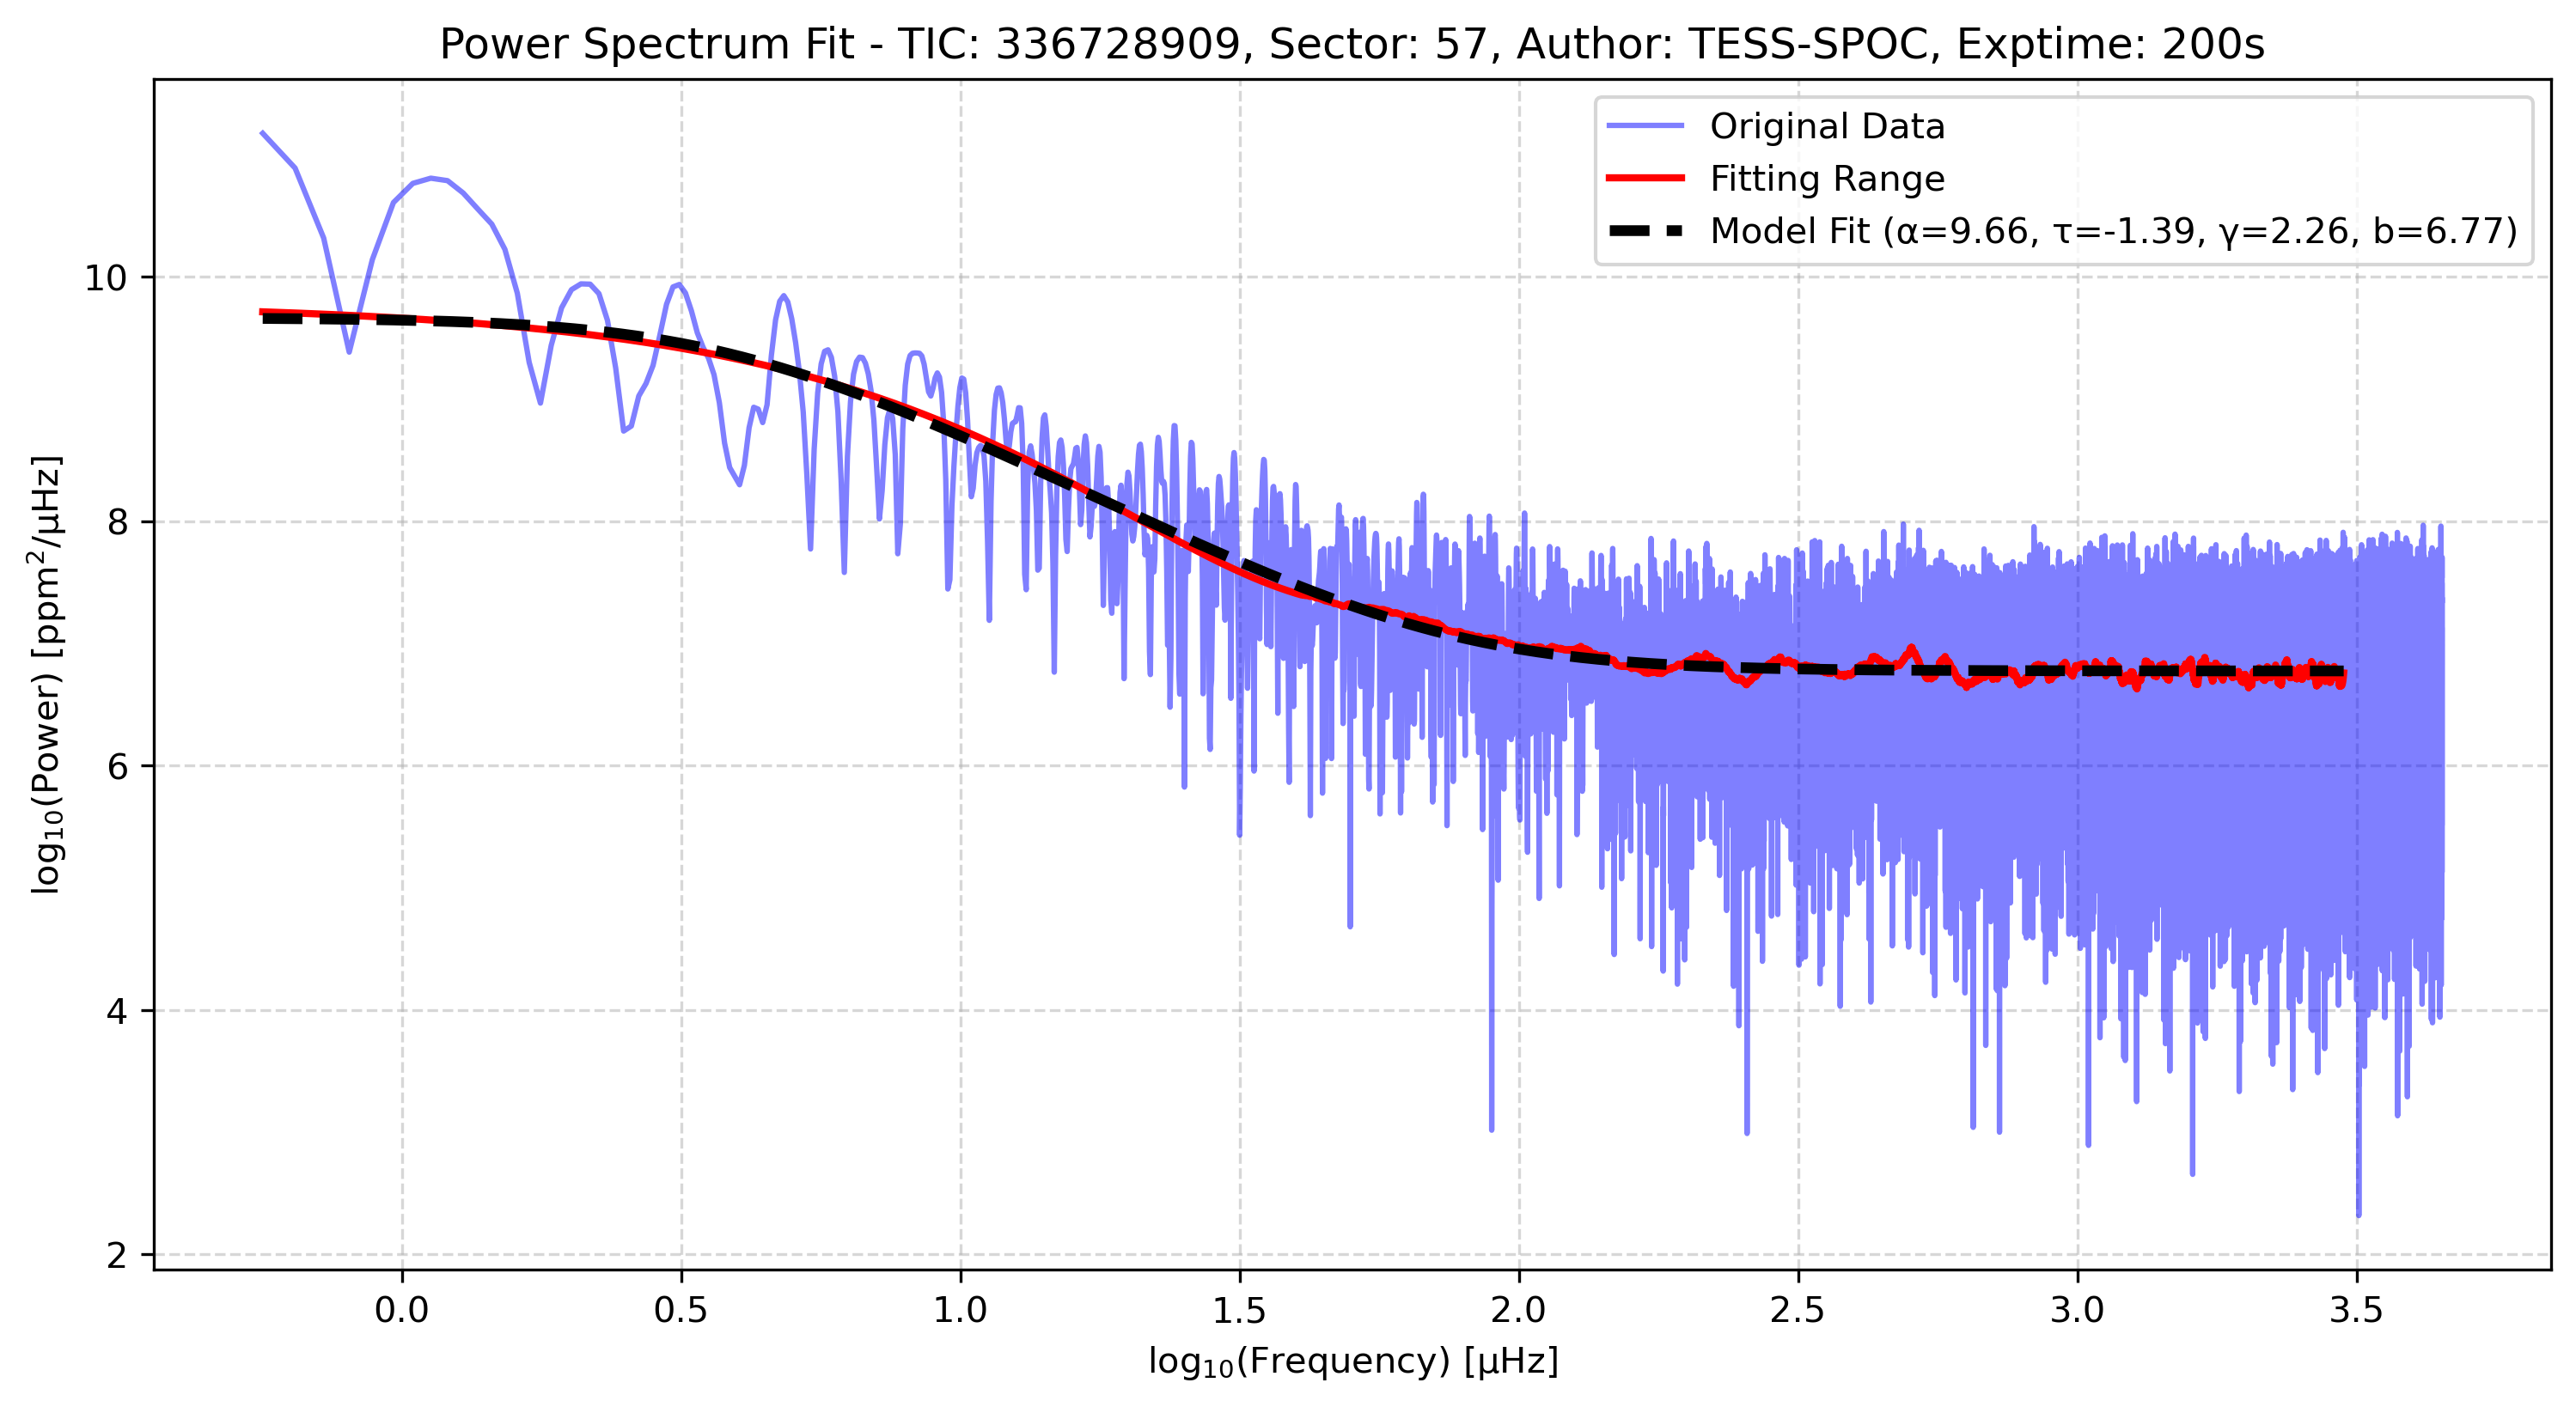 Power Spectrum Fit - TIC: 336728909, Sector: 57, Author: TESS-SPOC, Exptime: 200s
Original Data
Fitting Range
Model Fit (α=9.66, τ=-1.39, γ=2.26, b=6.77)
log₁₀(Power) [ppm²/μHz]
10
8
6
4
2
0.0 0.5 1.0 1.5 2.0 2.5 3.0 3.5
log₁₀(Frequency) [μHz]